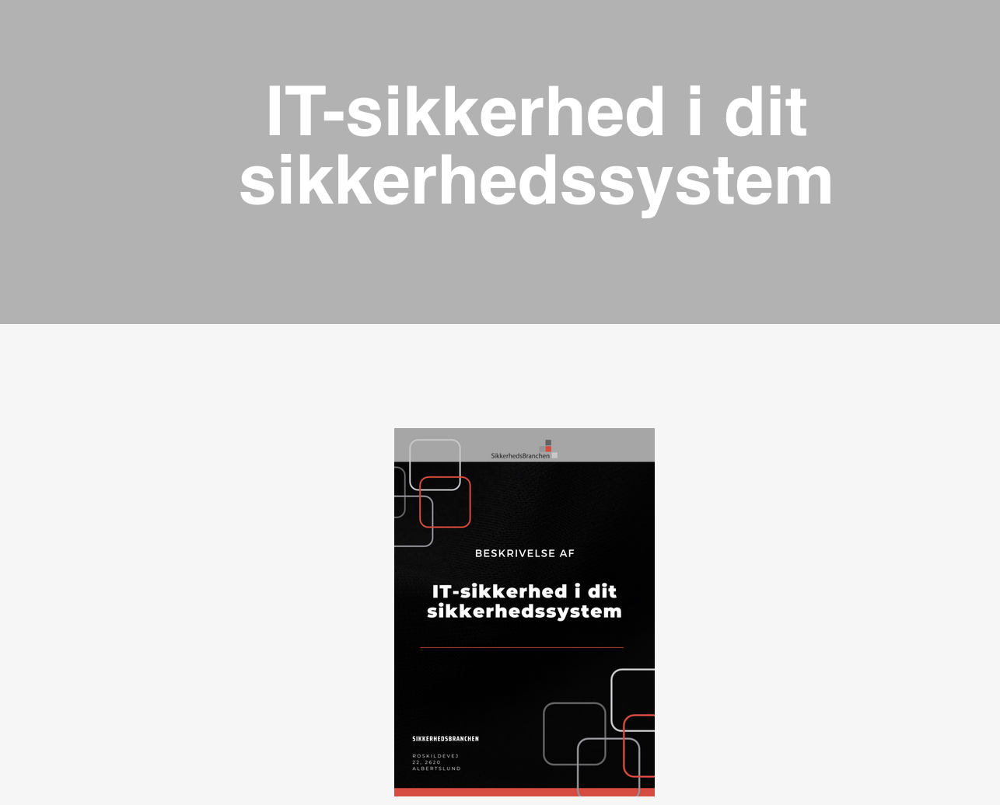 IT-sikkerhed i dit
sikkerhedssystem
SikkerhedsBranchen
BESKRIVELSE AF
IT-sikkerhed i dit
sikkerhedssystem
SIKKERHEDSBRANCHEN
ROSKILDEVEJ
22, 2620
ALBERTSLUND